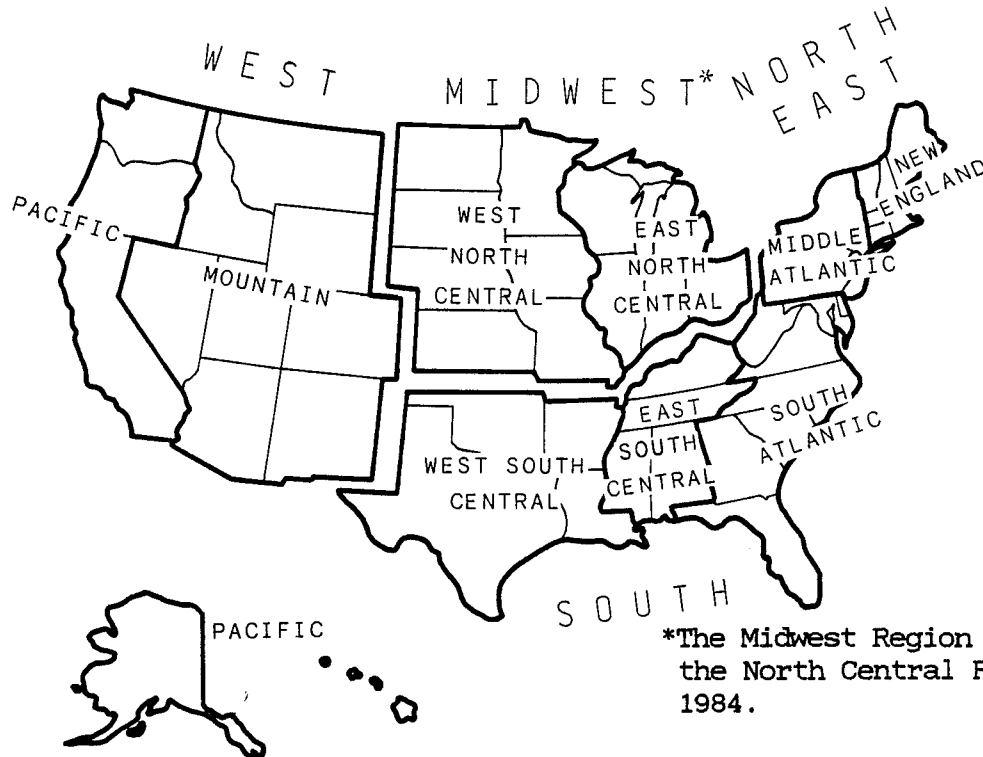 WEST
MIDWEST*
NORTH
EAST
PACIFIC
MOUNTAIN
WEST
NORTH
CENTRAL
EAST
NORTH
CENTRAL
NEW
ENGLAND
MIDDLE
ATLANTIC
WEST SOUTH
CENTRAL
EAST
SOUTH
CENTRAL
SOUTH
ATLANTIC
SOUTH
PACIFIC
*The Midwest Region
the North Central
1984.